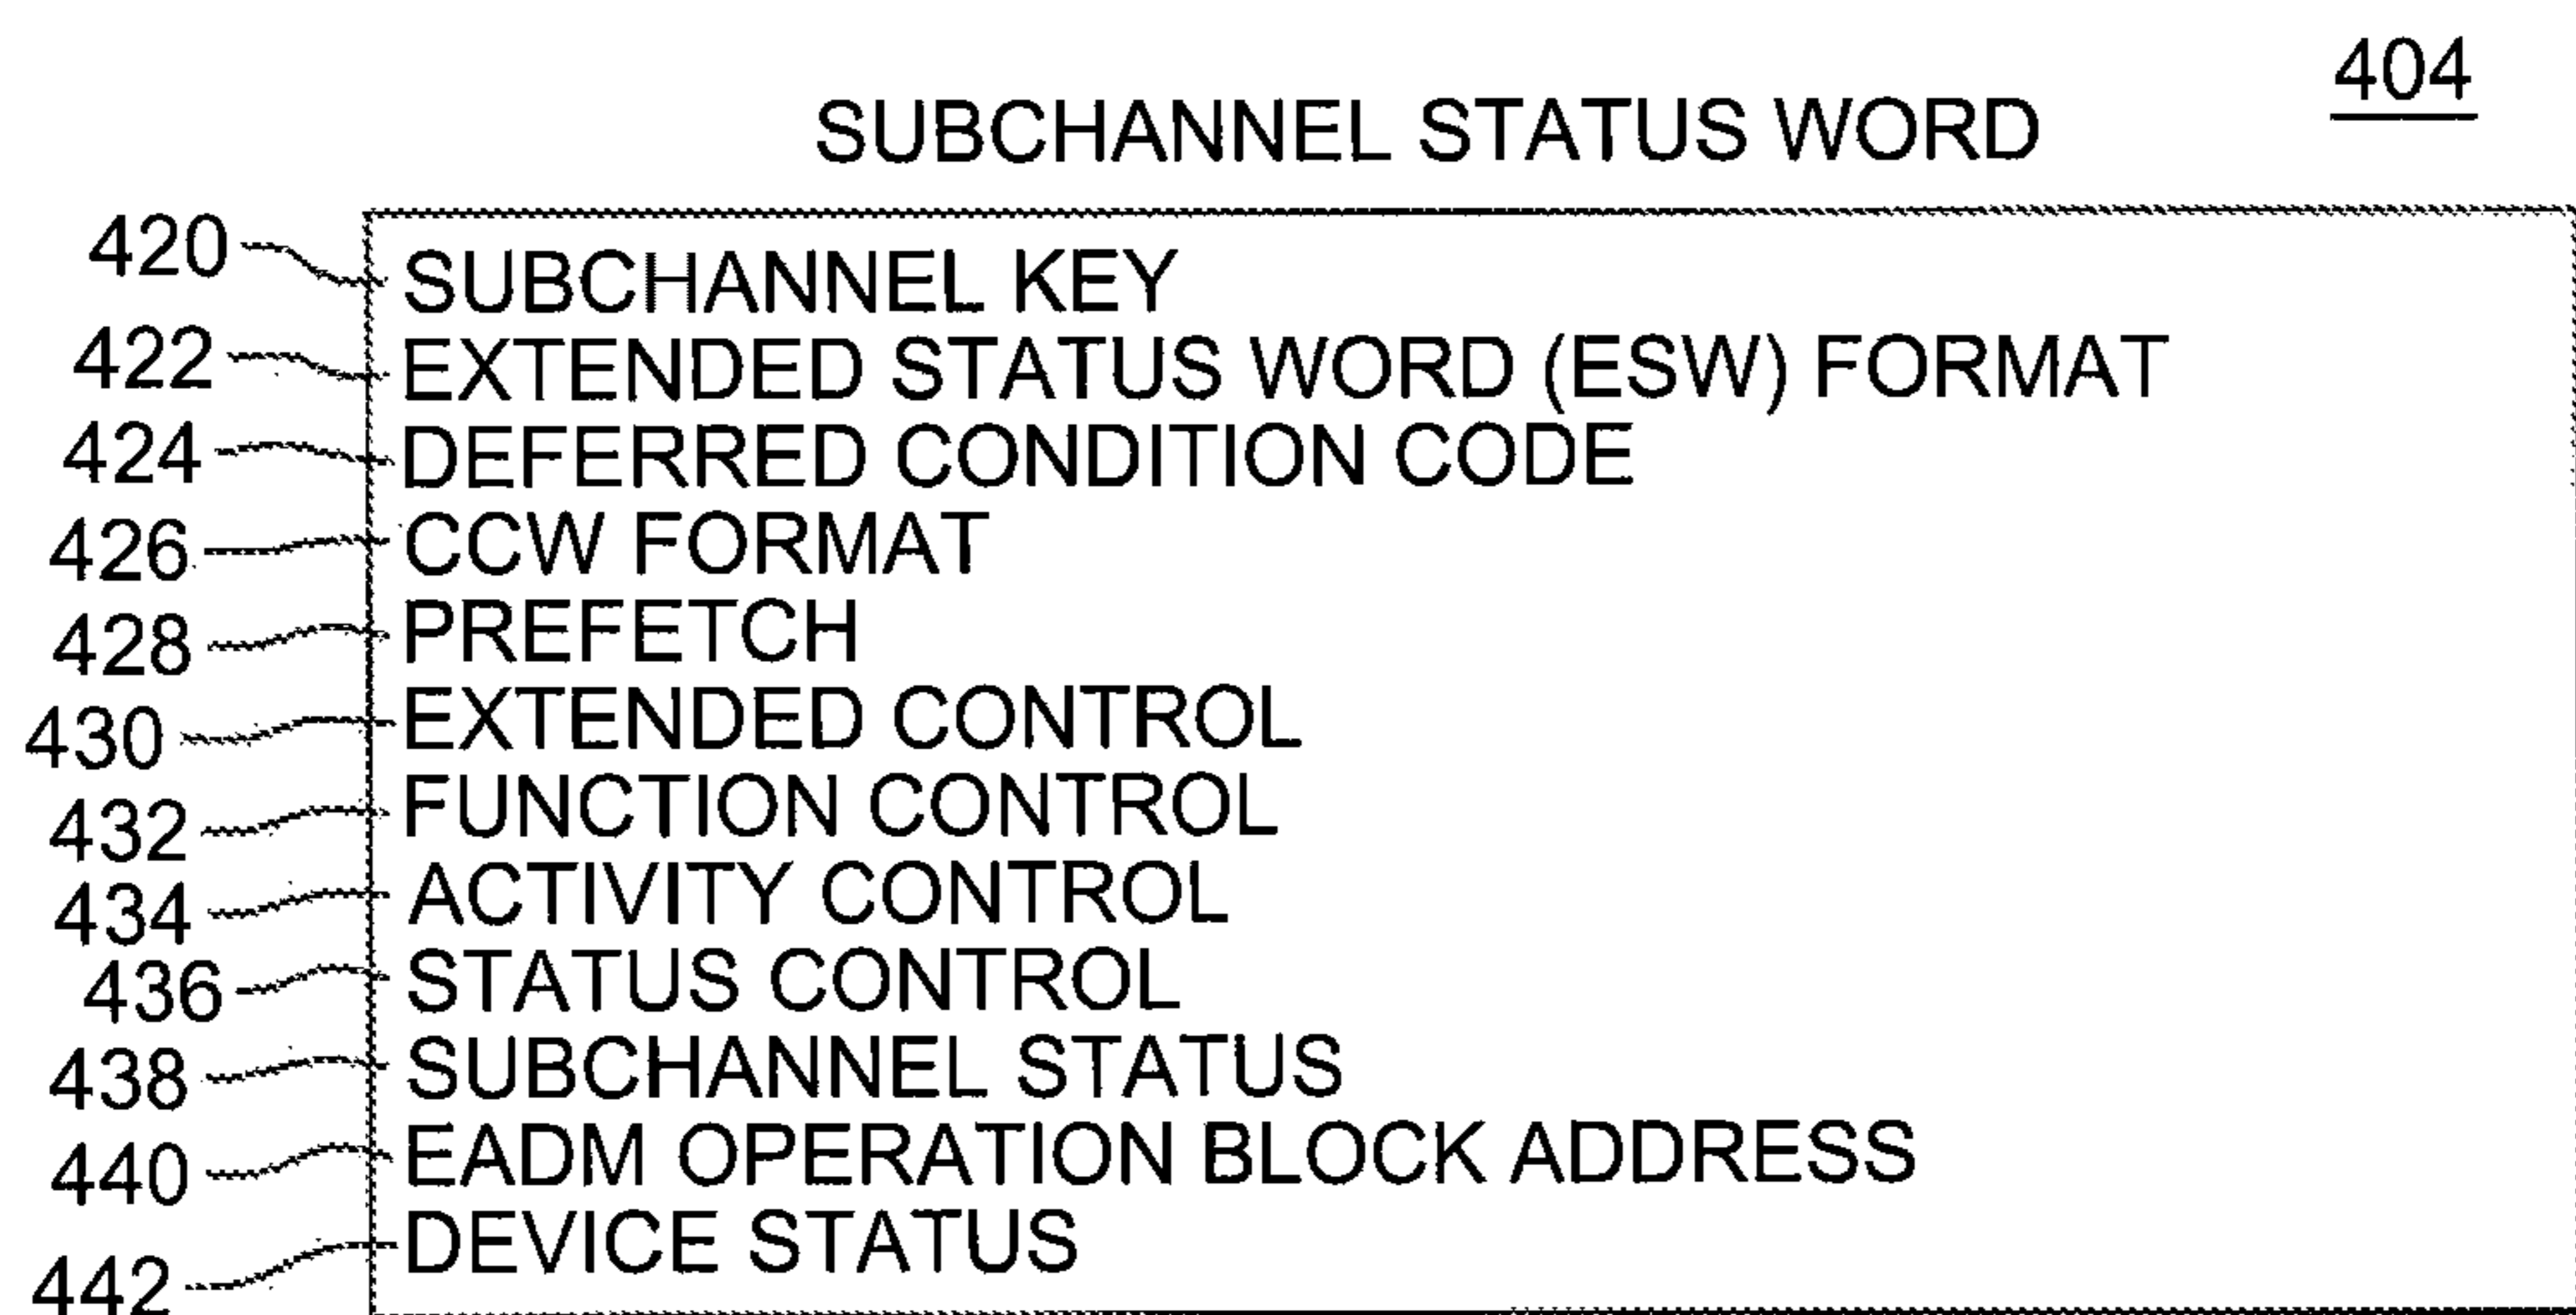 404
SUBCHANNEL STATUS WORD
420 SUBCHANNEL KEY
422 EXTENDED STATUS WORD (ESW) FORMAT
424 DEFERRED CONDITION CODE
426 CCW FORMAT
428 PREFETCH
430 EXTENDED CONTROL
432 FUNCTION CONTROL
434 ACTIVITY CONTROL
436 STATUS CONTROL
438 SUBCHANNEL STATUS
440 EADM OPERATION BLOCK ADDRESS
442 DEVICE STATUS